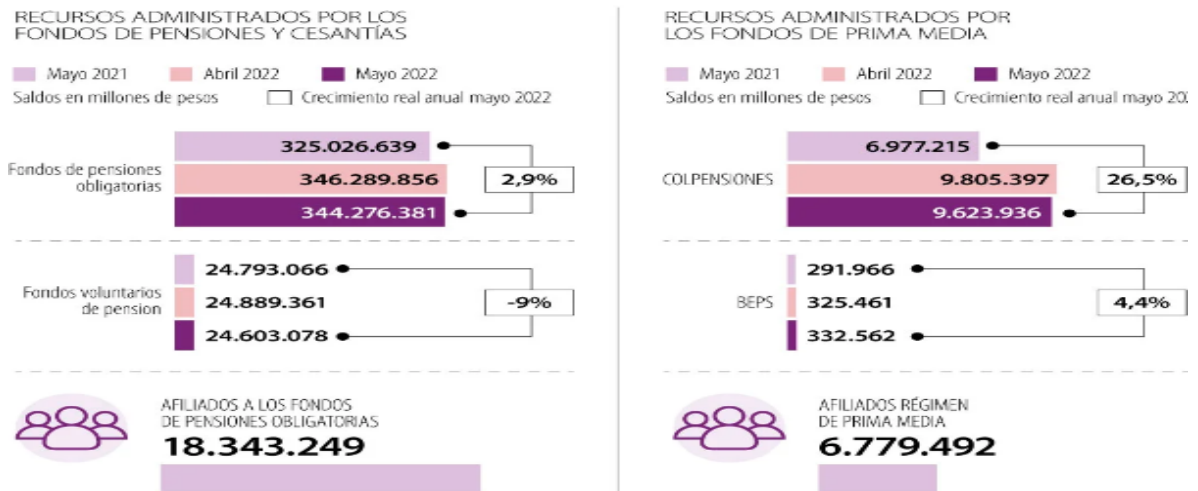 RECURSOS ADMINISTRADOS POR LOS
FONDOS DE PENSIONES Y CESANTÍAS
Mayo 2021 Abril 2022 Mayo 2022
Saldos en millones de pesos Crecimiento real anual mayo 2022
Fondos de pensiones
obligatorias
325.026.639
346.289.856
344.276.381
2,9%
Fondos voluntarios
de pension
24.793.066
24.889.361
24.603.078
-9%
AFILIADOS A LOS FONDOS
DE PENSIONES OBLIGATORIAS
18.343.249
RECURSOS ADMINISTRADOS POR
LOS FONDOS DE PRIMA MEDIA
Mayo 2021 Abril 2022 Mayo 2022
Saldos en millones de pesos Crecimiento real anual mayo 202
COLPENSIONES
6.977.215
9.805.397
9.623.936
26,5%
BEPS
291.966
325.461
332.562
4,4%
AFILIADOS RÉGIMEN
DE PRIMA MEDIA
6.779.492